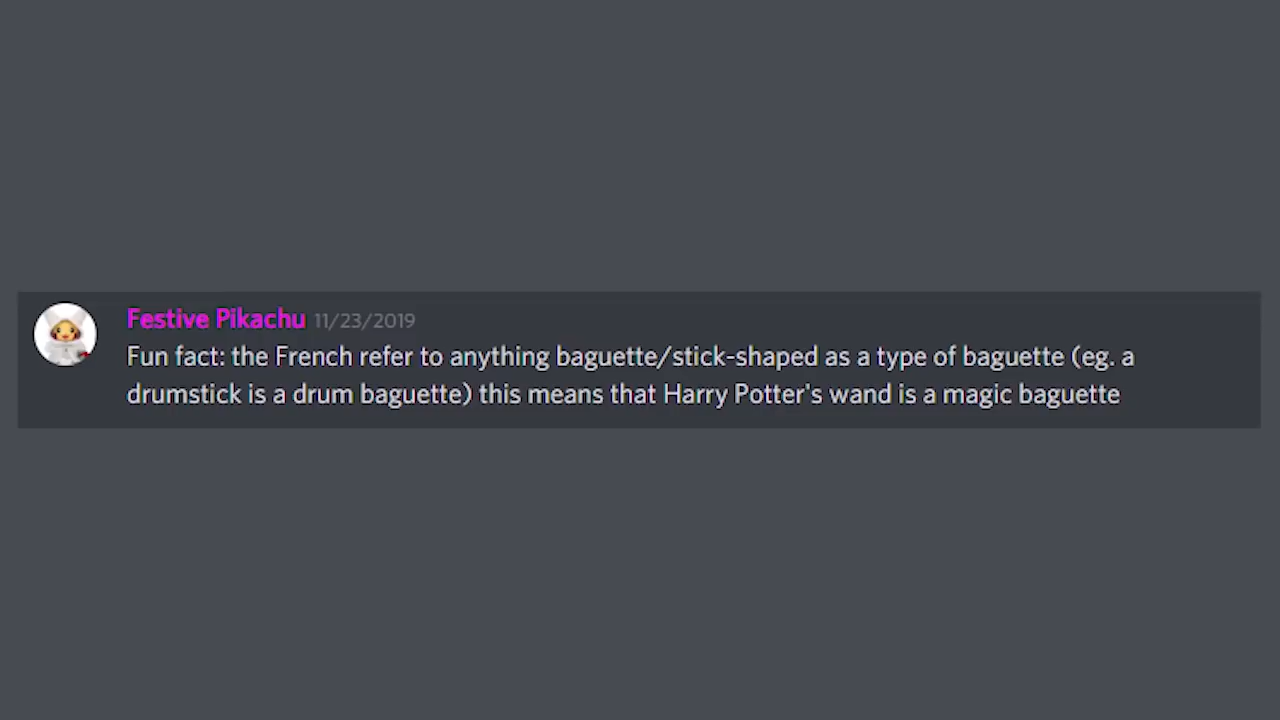 Festive Pikachu 11/23/2019
Fun fact: the French refer to anything baguette/stick-shaped as a type of baguette (eg. a
drumstick is a drum baguette) this means that Harry Potter's wand is a magic baguette